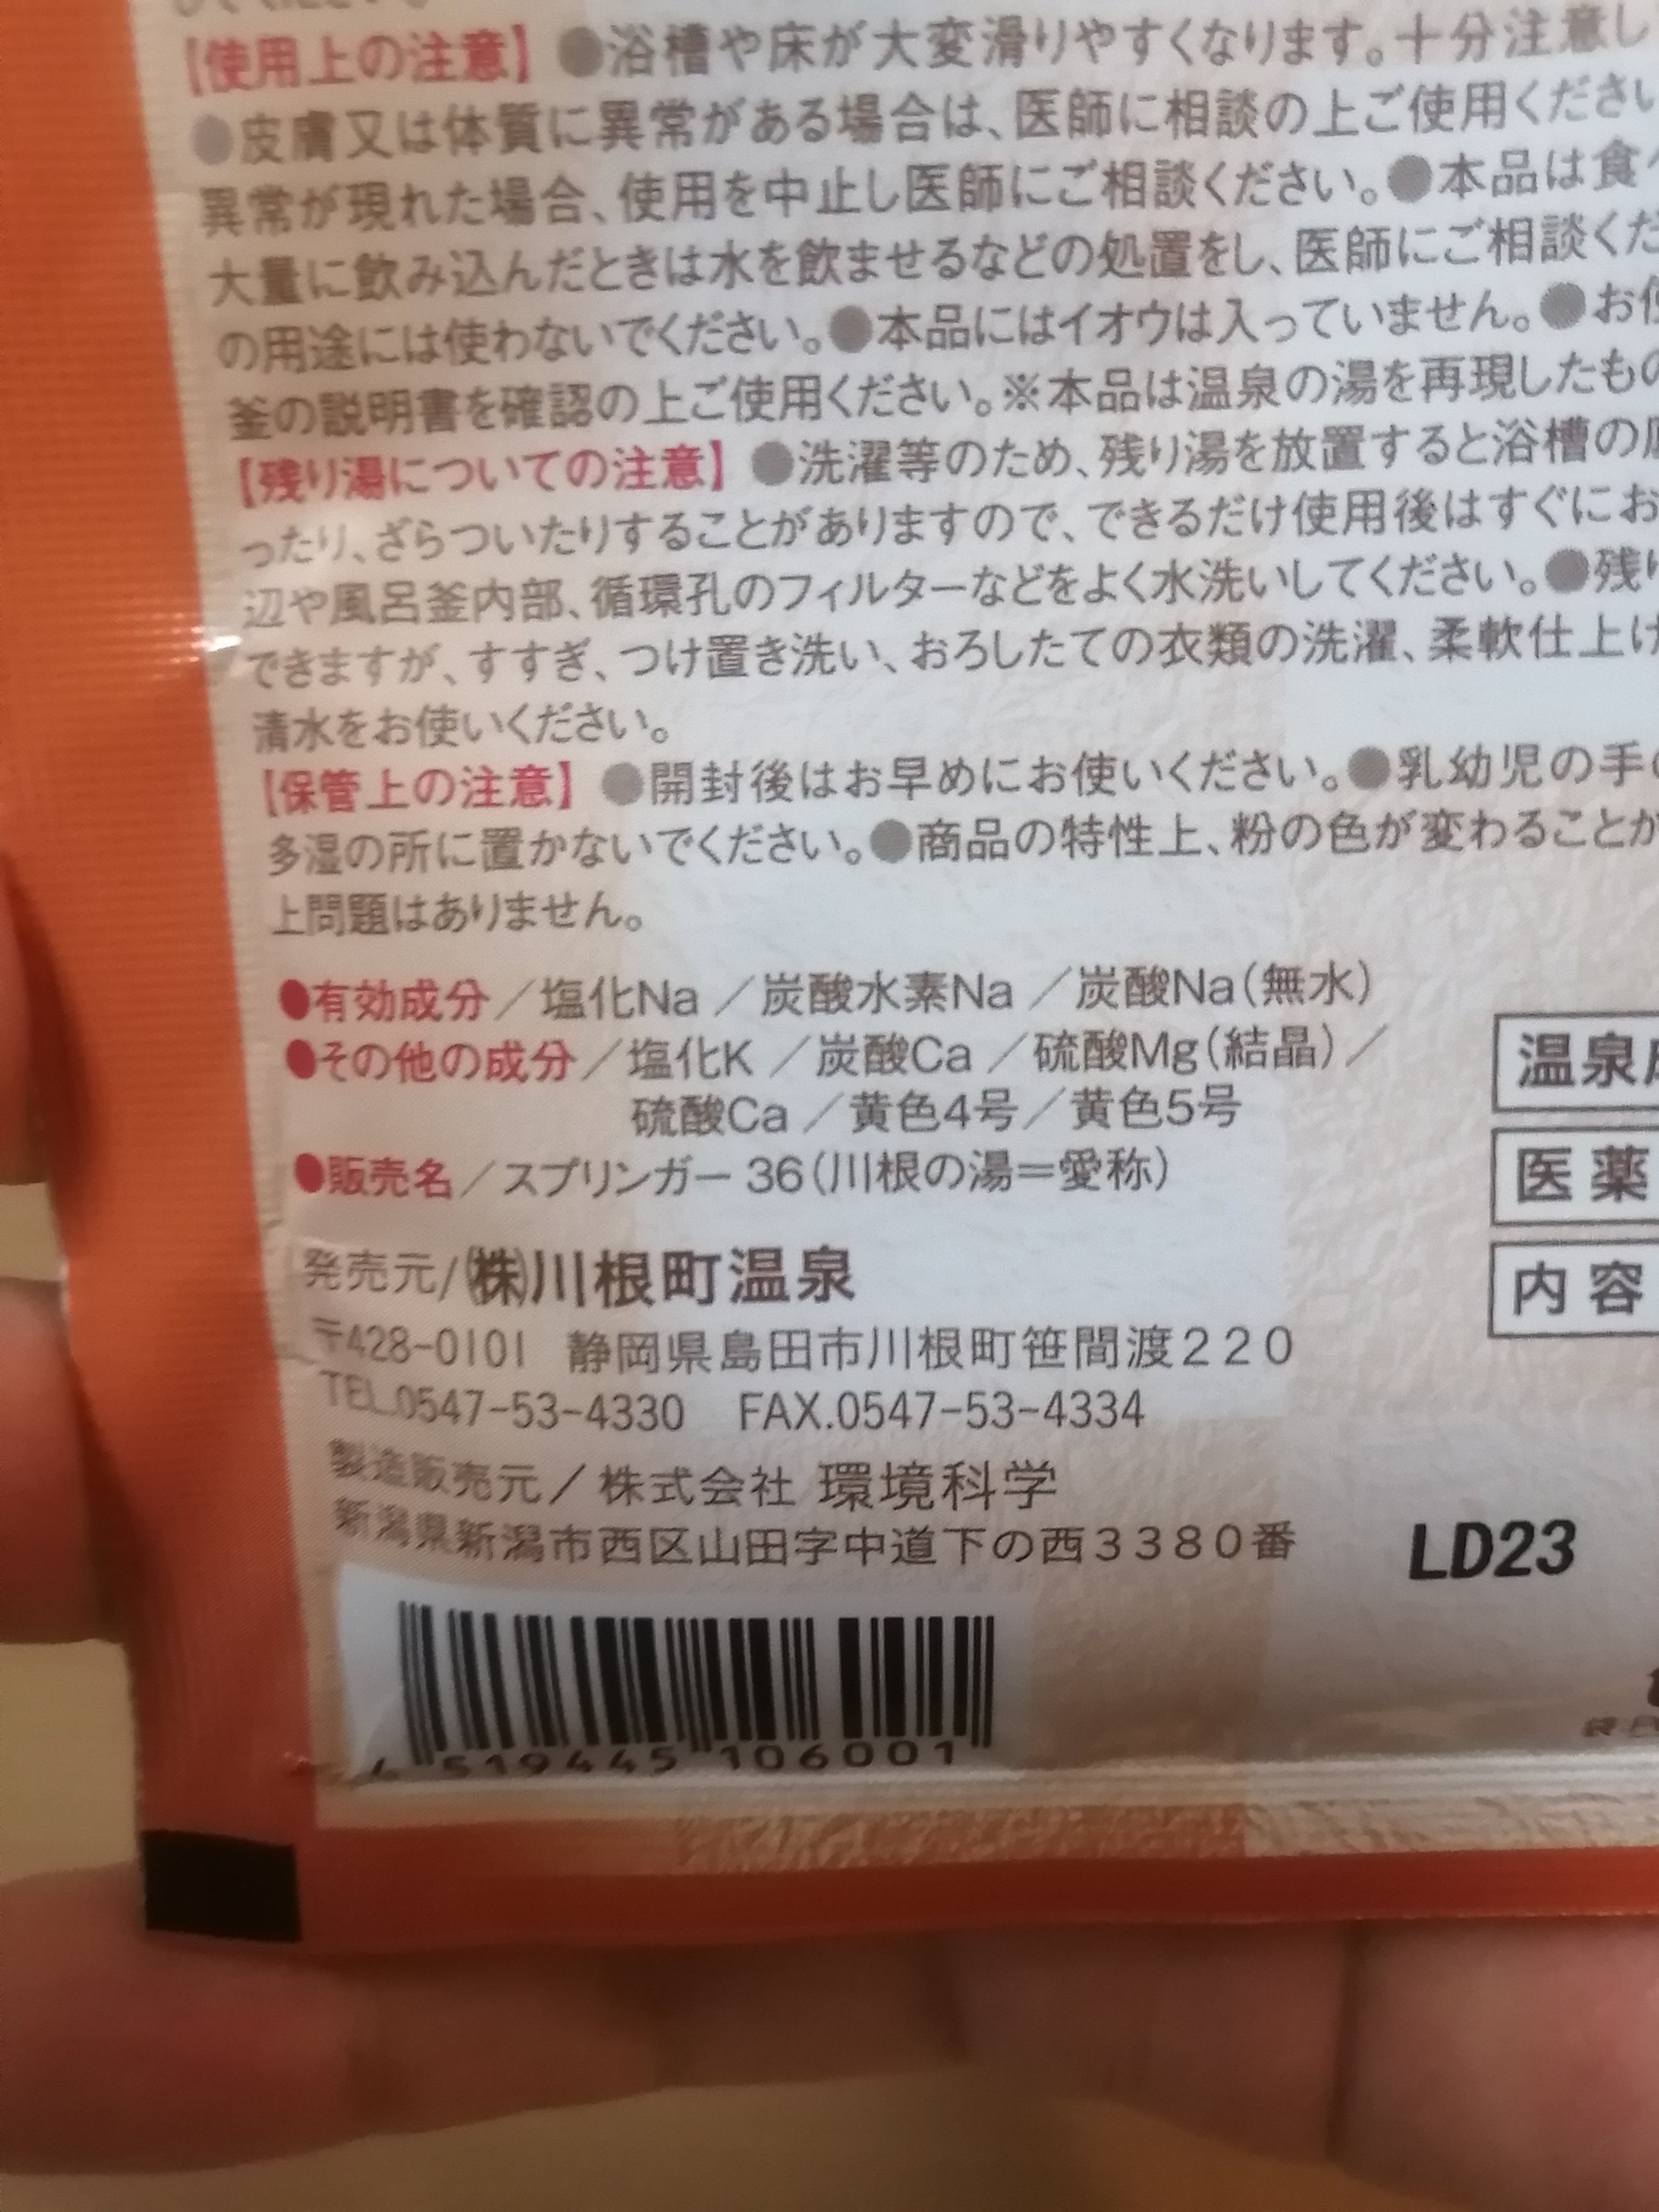 【使用上の注意】●浴槽や床が大変滑りやすくなります。十分注意し
●皮膚又は体質に異常がある場合は、医師に相談の上ご使用ください
異常が現れた場合、使用を中止し医師にご相談ください。●本品は食べ
大量に飲み込んだときは水を飲ませるなどの処置をし、医師にご相談くだ
の用途には使わないでください。●本品にはイオウは入っていません。●お使
釜の説明書を確認の上ご使用ください。※本品は温泉の湯を再現したもの
【残り湯についての注意】●洗濯等のため、残り湯を放置すると浴槽の底
ったり、ざらついたりすることがありますので、できるだけ使用後はすぐにお
辺や風呂釜内部、循環孔のフィルターなどをよく水洗いしてください。●残り
できますが、すすぎ、つけ置き洗い、おろしたての衣類の洗濯、柔軟仕上げ
清水をお使いください。
【保管上の注意】●開封後はお早めにお使いください。●乳幼児の手の
多湿の所に置かないでください。●商品の特性上、粉の色が変わることが
上問題はありません。
●有効成分／塩化Na ／炭酸水素Na ／炭酸Na(無水)
●その他の成分／塩化K ／炭酸Ca ／硫酸Mg(結晶)／
硫酸Ca ／黄色4号／黄色5号
●販売名／スプリンガー 36(川根の湯=愛称)
温泉成
医薬
内容
発売元/㈱川根町温泉
〒428-0101 静岡県島田市川根町笹間渡220
TEL.0547-53-4330 FAX.0547-53-4334
製造販売元／株式会社 環境科学
新潟県新潟市西区山田字中道下の西3380番
LD23
4 519445 106001